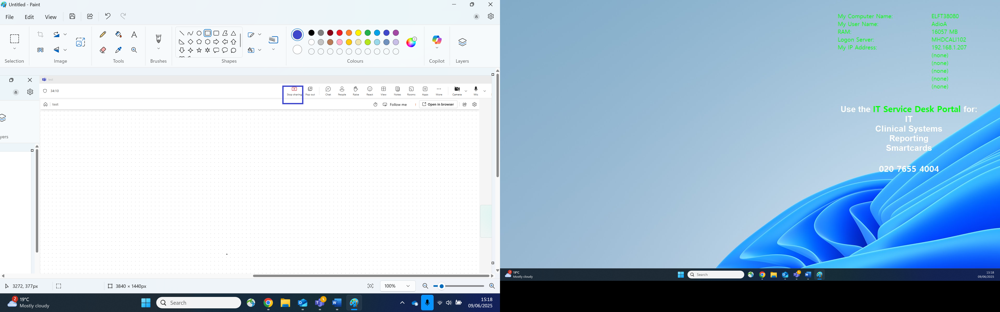 Untitled - Paint
File Edit View
Selection Image Tools Brushes Shapes Colours Copilot Layers
test
34:10
Stop sharing Pop out Chat People Raise React View Notes Rooms Apps More Camera Mic
test Follow me Open in browser
yers
3272, 377px
3840 × 1440px
100%
2
19°C
Mostly cloudy
Search
15:18
09/06/2025
My Computer Name: ELFT38080
My User Name: AdioA
RAM: 16057 MB
Logon Server: MHDCALI102
My IP Address: 192.168.1.207
(none)
(none)
(none)
(none)
(none)
Use the IT Service Desk Portal for:
IT
Clinical Systems
Reporting
Smartcards
020 7655 4004
2
19°C
Mostly cloudy
Search
15:18
09/06/2025